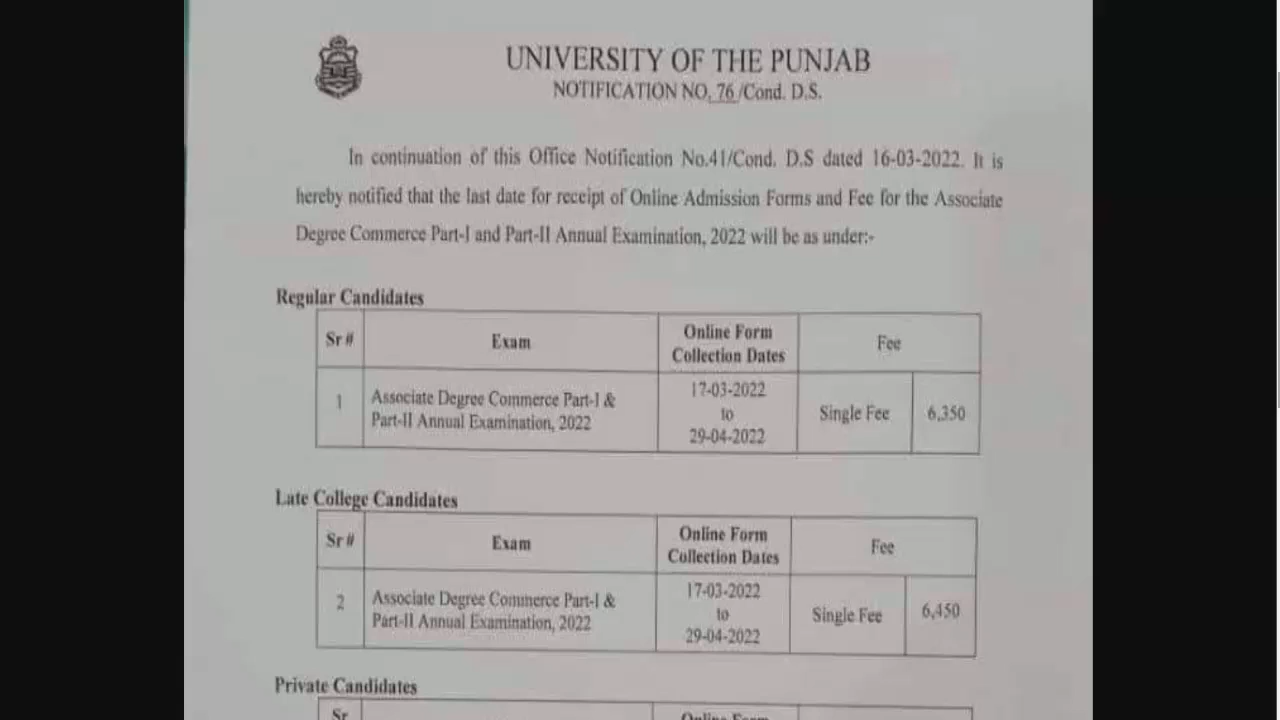 UNIVERSITY OF THE PUNJAB
NOTIFICATION NO. 76 /Cond. D.S.
In continuation of this Office Notification No.41/Cond. D.S dated 16-03-2022. It is
hereby notified that the last date for receipt of Online Admission Forms and Fee for the Associate
Degree Commerce Part-I and Part-II Annual Examination, 2022 will be as under:-
Regular Candidates
Sr # Exam Online Form Collection Dates Fee
1 Associate Degree Commerce Part-I & Part-II Annual Examination, 2022 17-03-2022 to 29-04-2022 Single Fee 6,350
Late College Candidates
Sr # Exam Online Form Collection Dates Fee
2 Associate Degree Commerce Part-I & Part-II Annual Examination, 2022 17-03-2022 to 29-04-2022 Single Fee 6,450
Private Candidates
Sr Online Form